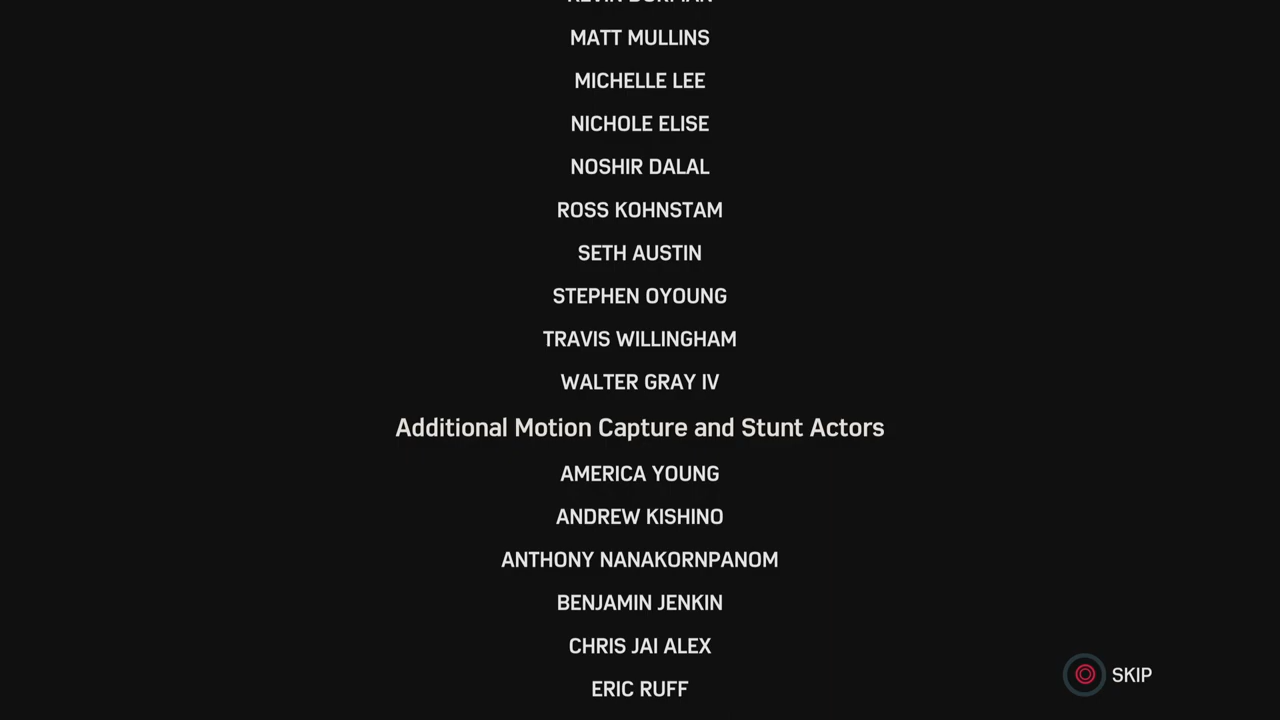 MATT MULLINS
MICHELLE LEE
NICHOLE ELISE
NOSHIR DALAL
ROSS KOHNSTAM
SETH AUSTIN
STEPHEN OYOUNG
TRAVIS WILLINGHAM
WALTER GRAY IV
Additional Motion Capture and Stunt Actors
AMERICA YOUNG
ANDREW KISHINO
ANTHONY NANAKORNPANOM
BENJAMIN JENKIN
CHRIS JAI ALEX
SKIP
ERIC RUFF